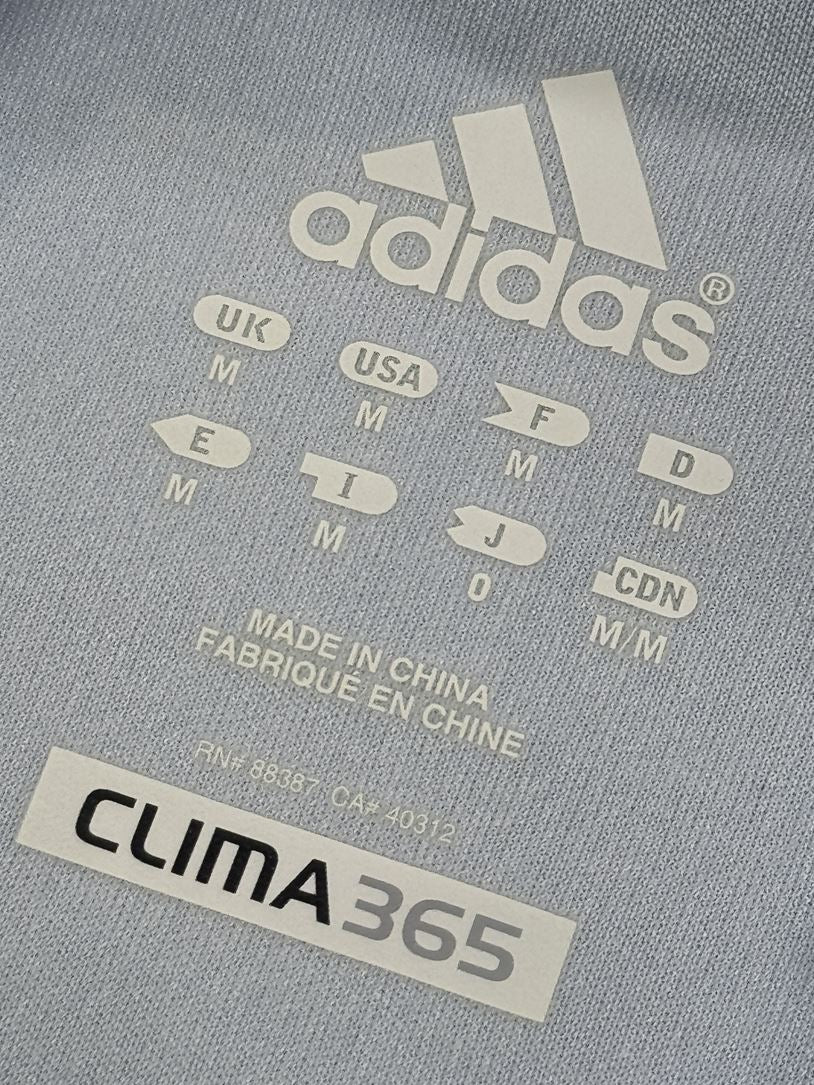 adidas®
UK USA F D
M M M M
E I J CDN
M M O M/M
MADE IN CHINA
FABRIQUÉ EN CHINE
RN# 88387 CA# 40312
CLIMA365